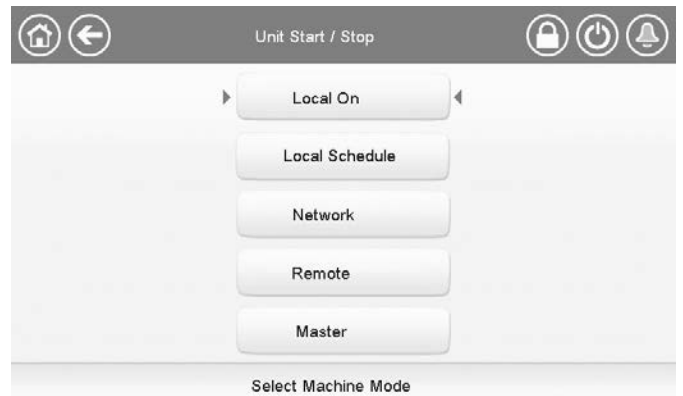 Unit Start / Stop
Local On
Local Schedule
Network
Remote
Master
Select Machine Mode